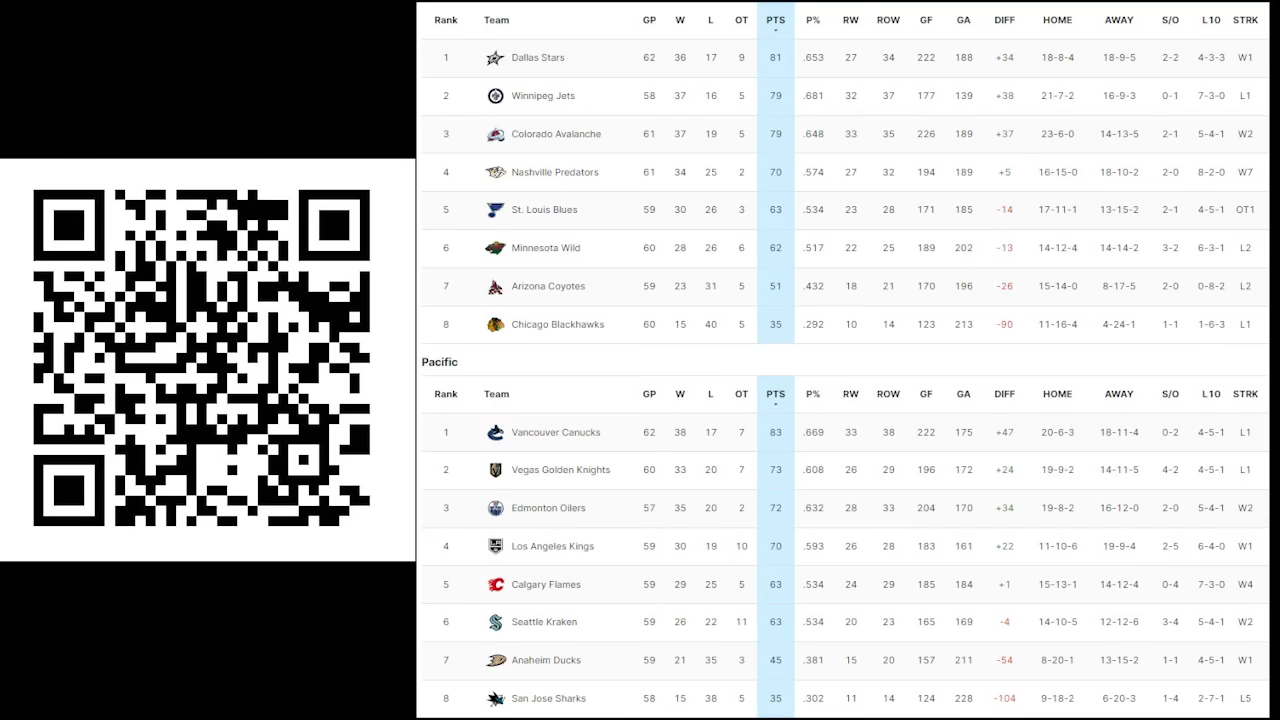 Rank Team GP W L OT PTS P% RW ROW GF GA DIFF HOME AWAY S/O L10 STRK
1 Dallas Stars 62 36 17 9 81 .653 27 34 222 188 +34 18-8-4 18-9-5 2-2 4-3-3 W1
2 Winnipeg Jets 58 37 16 5 79 .681 32 37 177 139 +38 21-7-2 16-9-3 0-1 7-3-0 L1
3 Colorado Avalanche 61 37 19 5 79 .648 33 35 226 189 +37 23-6-0 14-13-5 2-1 5-4-1 W2
4 Nashville Predators 61 34 25 2 70 .574 27 32 194 189 +5 16-15-0 18-10-2 2-0 8-2-0 W7
5 St. Louis Blues 59 30 26 3 63 .534 23 28 171 185 -14 17-11-1 13-15-2 2-1 4-5-1 OT1
6 Minnesota Wild 60 28 26 6 62 .517 22 25 189 202 -13 14-12-4 14-14-2 3-2 6-3-1 L2
7 Arizona Coyotes 59 23 31 5 51 .432 18 21 170 196 -26 15-14-0 8-17-5 2-0 0-8-2 L2
8 Chicago Blackhawks 60 15 40 5 35 .292 10 14 123 213 -90 11-16-4 4-24-1 1-1 1-6-3 L1
Pacific
Rank Team GP W L OT PTS P% RW ROW GF GA DIFF HOME AWAY S/O L10 STRK
1 Vancouver Canucks 62 38 17 7 83 .669 33 38 222 175 +47 20-6-3 18-11-4 0-2 4-5-1 L1
2 Vegas Golden Knights 60 33 20 7 73 .608 26 29 196 172 +24 19-9-2 14-11-5 4-2 4-5-1 L1
3 Edmonton Oilers 57 35 20 2 72 .632 28 33 204 170 +34 19-8-2 16-12-0 2-0 5-4-1 W2
4 Los Angeles Kings 59 30 19 10 70 .593 26 28 183 161 +22 11-10-6 19-9-4 2-5 6-4-0 W1
5 Calgary Flames 59 29 25 5 63 .534 24 29 185 184 +1 15-13-1 14-12-4 0-4 7-3-0 W4
6 Seattle Kraken 59 26 22 11 63 .534 20 23 165 169 -4 14-10-5 12-12-6 3-4 5-4-1 W2
7 Anaheim Ducks 59 21 35 3 45 .381 15 20 157 211 -54 8-20-1 13-15-2 1-1 4-5-1 W1
8 San Jose Sharks 58 15 38 5 35 .302 11 14 124 228 -104 9-18-2 6-20-3 1-4 2-7-1 L5